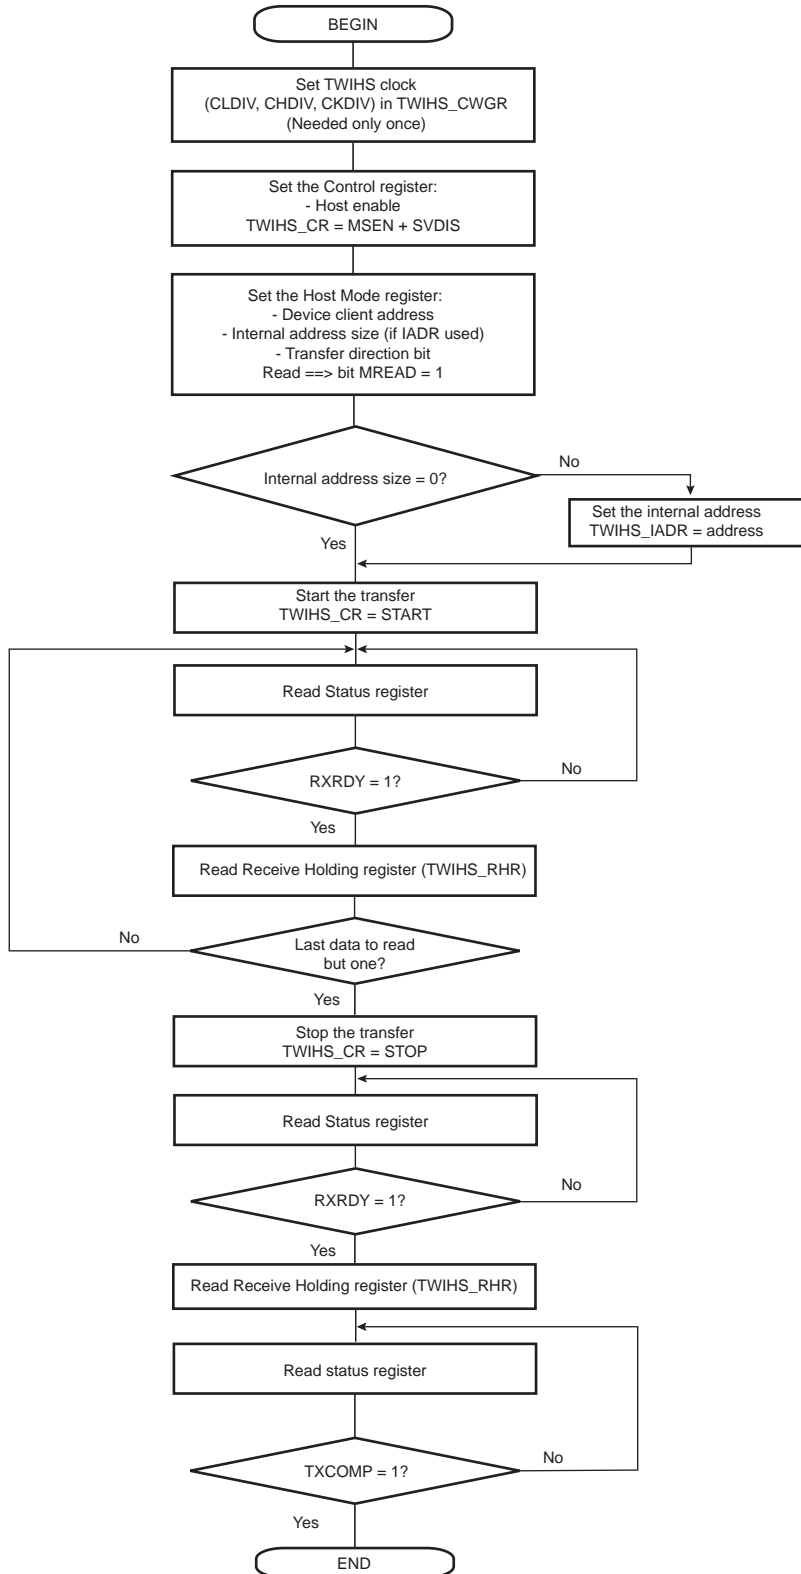 BEGIN
Set TWIHS clock
(CLDIV, CHDIV, CKDIV) in TWIHS_CWGR
(Needed only once)
Set the Control register:
- Host enable
TWIHS_CR = MSEN + SVDIS
Set the Host Mode register:
- Device client address
- Internal address size (if IADR used)
- Transfer direction bit
Read ==> bit MREAD = 1
Internal address size = 0?
No
Set the internal address
TWIHS_IADR = address
Yes
Start the transfer
TWIHS_CR = START
Read Status register
RXRDY = 1?
No
Yes
Read Receive Holding register (TWIHS_RHR)
No
Last data to read
but one?
Yes
Stop the transfer
TWIHS_CR = STOP
Read Status register
RXRDY = 1?
No
Yes
Read Receive Holding register (TWIHS_RHR)
Read status register
TXCOMP = 1?
No
Yes
END